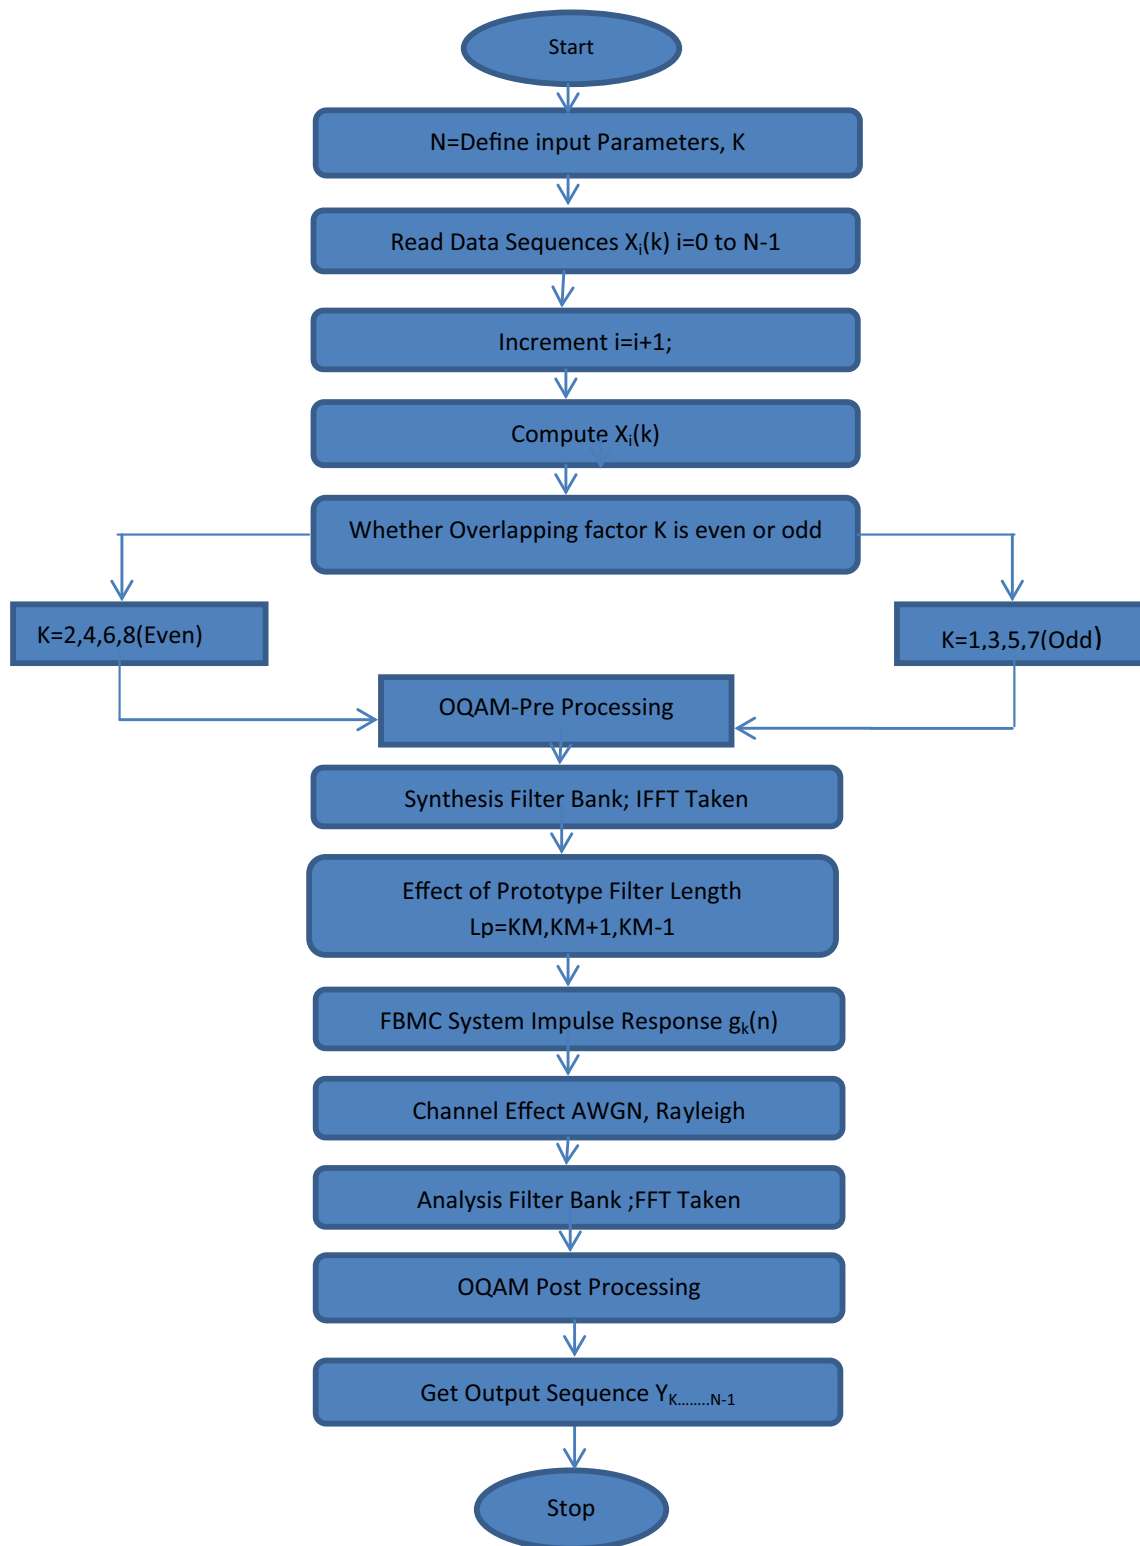 Start
N=Define input Parameters, K
Read Data Sequences Xᵢ(k) i=0 to N-1
Increment i=i+1;
Compute Xᵢ(k)
Whether Overlapping factor K is even or odd
K=2,4,6,8(Even)
K=1,3,5,7(Odd)
OQAM-Pre Processing
Synthesis Filter Bank; IFFT Taken
Effect of Prototype Filter Length
Lp=KM,KM+1,KM-1
FBMC System Impulse Response gₖ(n)
Channel Effect AWGN, Rayleigh
Analysis Filter Bank ;FFT Taken
OQAM Post Processing
Get Output Sequence Y_K........N-1
Stop